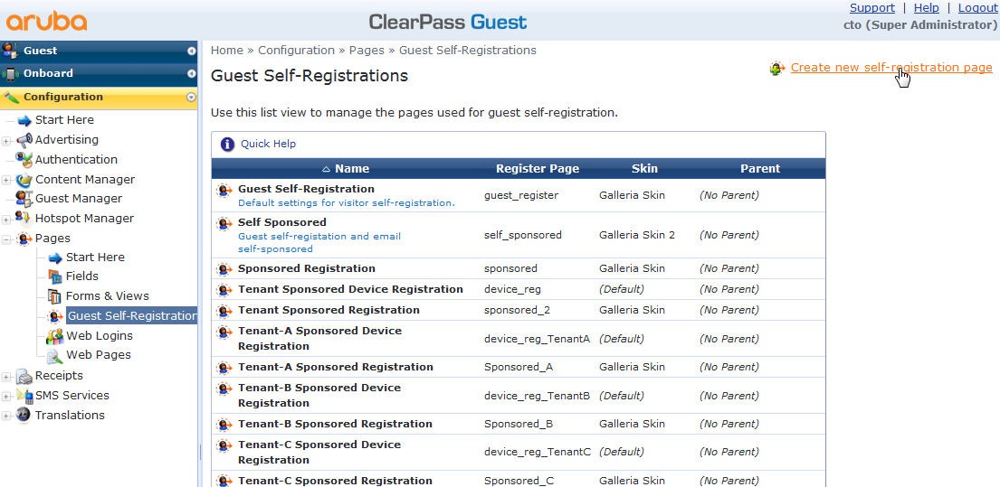 aruba
ClearPass Guest
Support | Help | Logout
cto (Super Administrator)
Guest
Onboard
Configuration
Start Here
Advertising
Authentication
Content Manager
Guest Manager
Hotspot Manager
Pages
Start Here
Fields
Forms & Views
Guest Self-Registration
Web Logins
Web Pages
Receipts
SMS Services
Translations
Home » Configuration » Pages » Guest Self-Registrations
Guest Self-Registrations
Create new self-registration page
Use this list view to manage the pages used for guest self-registration.
Quick Help
Name Register Page Skin Parent
Guest Self-Registration guest_register Galleria Skin (No Parent)
Default settings for visitor self-registration.
Self Sponsored self_sponsored Galleria Skin 2 (No Parent)
Guest self-registation and email
self-sponsored
Sponsored Registration sponsored Galleria Skin (No Parent)
Tenant Sponsored Device Registration device_reg (Default) (No Parent)
Tenant Sponsored Registration sponsored_2 Galleria Skin (No Parent)
Tenant-A Sponsored Device
Registration device_reg_TenantA (Default) (No Parent)
Tenant-A Sponsored Registration Sponsored_A Galleria Skin (No Parent)
Tenant-B Sponsored Device
Registration device_reg_TenantB (Default) (No Parent)
Tenant-B Sponsored Registration Sponsored_B Galleria Skin (No Parent)
Tenant-C Sponsored Device
Registration device_reg_TenantC (Default) (No Parent)
Tenant-C Sponsored Registration Sponsored_C Galleria Skin (No Parent)